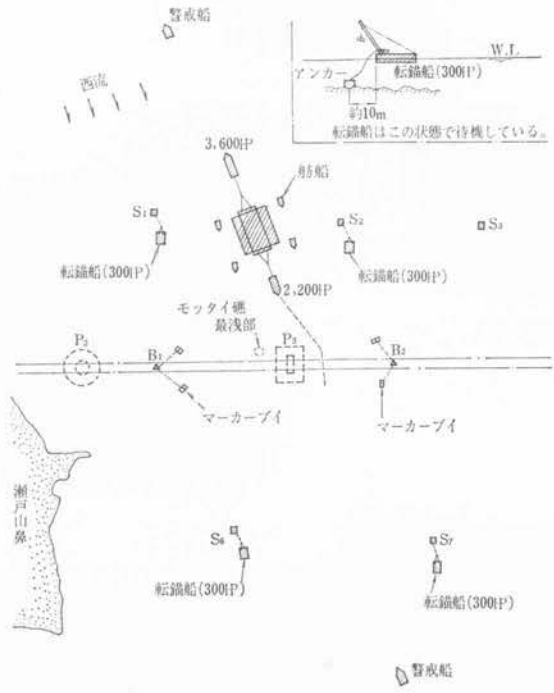 警戒船
西流
W.L
アンカー
転錨船(300IP)
約10m
転錨船はこの状態で待機している。
3,600IP
舫船
S₁
S₂
S₃
転錨船(300IP)
転錨船(300IP)
2,200IP
モッタイ礁
最浅部
P₂
B₁
P₃
B₂
マーカーブイ
マーカーブイ
瀬戸山鼻
S₆
S₇
転錨船(300IP)
転錨船(300IP)
警戒船